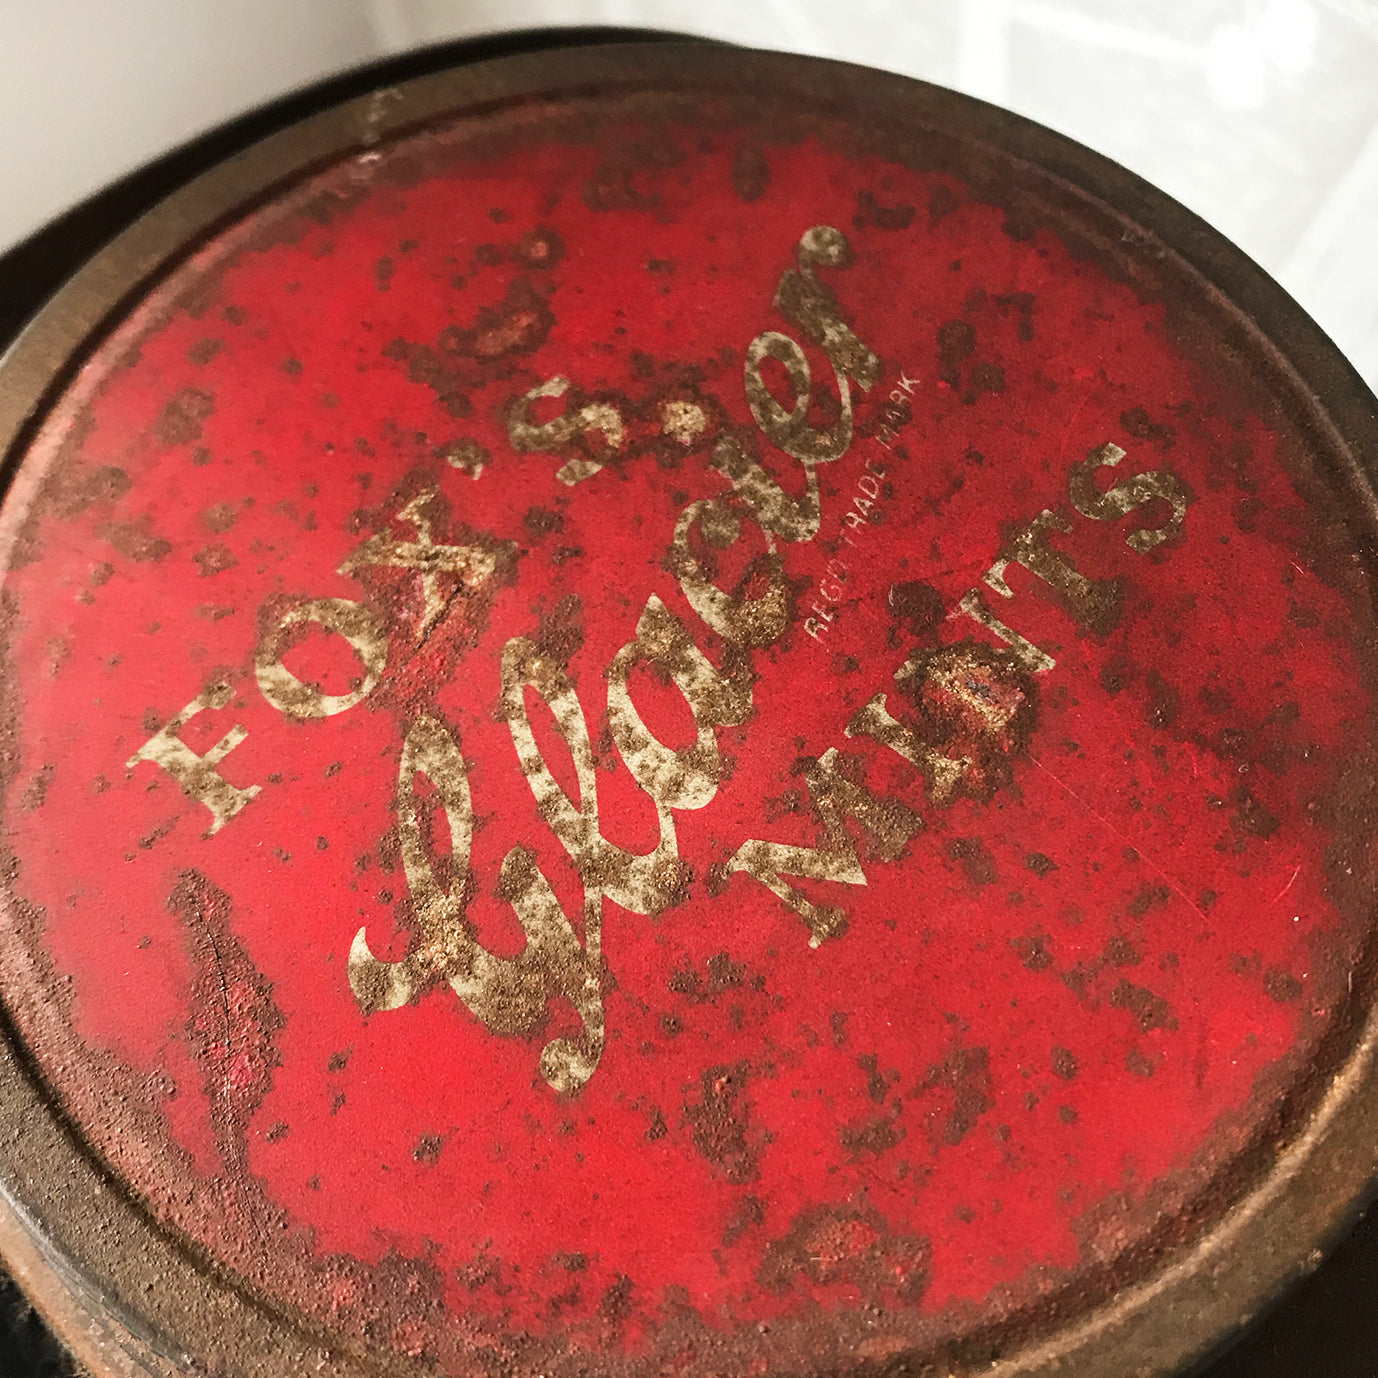 FOX'S
Glacier
REGD TRADE MARK
MINTS